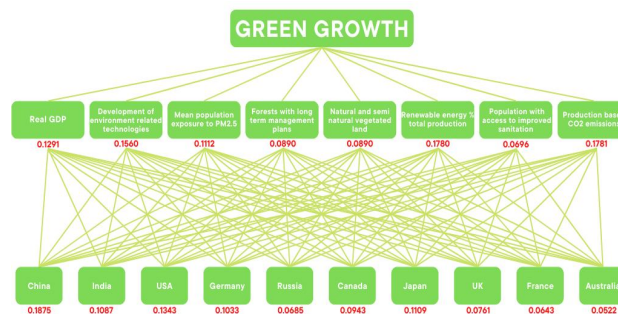 GREEN GROWTH
Real GDP
Development of
environment related
technologies
Mean population
exposure to PM2.5
Forests with long
term management
plans
Natural and semi
natural vegetated
land
Renewable energy %
total production
Population with
access to improved
sanitation
Production based
CO2 emissions
0.1291
0.1560
0.1112
0.0890
0.0890
0.1780
0.0696
0.1781
China
India
USA
Germany
Russia
Canada
Japan
UK
France
Australia
0.1875
0.1087
0.1343
0.1033
0.0685
0.0943
0.1109
0.0761
0.0643
0.0522